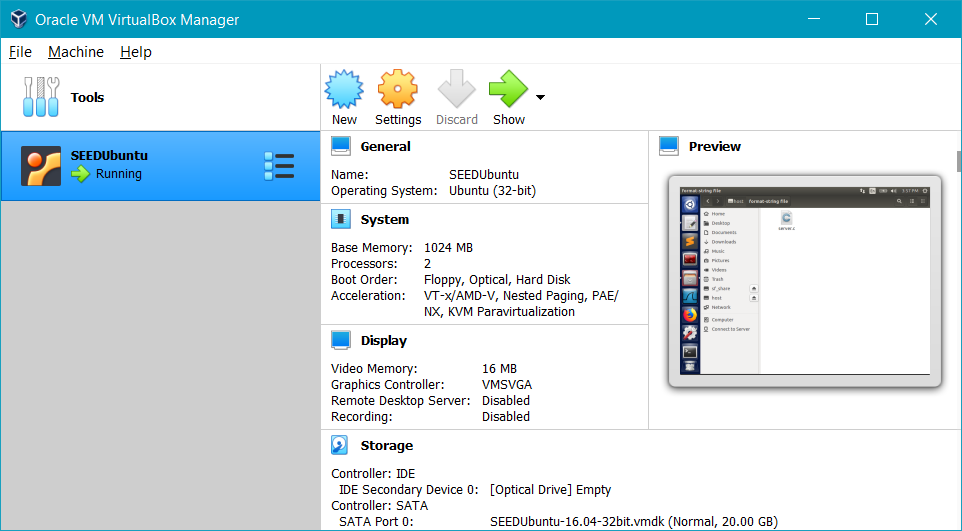 Oracle VM VirtualBox Manager
File Machine Help
Tools
New Settings Discard Show
SEEDUbuntu
Running
General
Name: SEEDUbuntu
Operating System: Ubuntu (32-bit)
System
Base Memory: 1024 MB
Processors: 2
Boot Order: Floppy, Optical, Hard Disk
Acceleration: VT-x/AMD-V, Nested Paging, PAE/
NX, KVM Paravirtualization
Display
Video Memory: 16 MB
Graphics Controller: VMSVGA
Remote Desktop Server: Disabled
Recording: Disabled
Preview
format-string file
host format-string file
3:37 PM
Home
Desktop
Documents
Downloads
Music
Pictures
Videos
Trash
sf_share
host
Network
Computer
Connect to Server
server.c
Storage
Controller: IDE
IDE Secondary Device 0: [Optical Drive] Empty
Controller: SATA
SATA Port 0: SEEDUbuntu-16.04-32bit.vmdk (Normal, 20.00 GB)